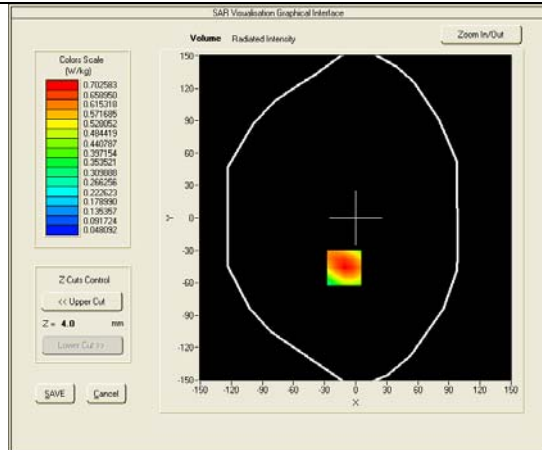 SAR Visualisation Graphical Interface
Volume Radiated Intensity
Zoom In/Out
Colors Scale
(W/kg)
0.702583
0.658950
0.615318
0.571685
0.528052
0.484419
0.440787
0.397154
0.353521
0.309888
0.266256
0.222623
0.178990
0.135357
0.091724
0.048092
Z Cuts Control
<< Upper Cut
Z = 4.0 mm
Lower Cut >>
SAVE Cancel
150
120
90
60
30
0
-30
-60
-90
-120
-150
Y
-150 -120 -90 -60 -30 0 30 60 90 120 150
X